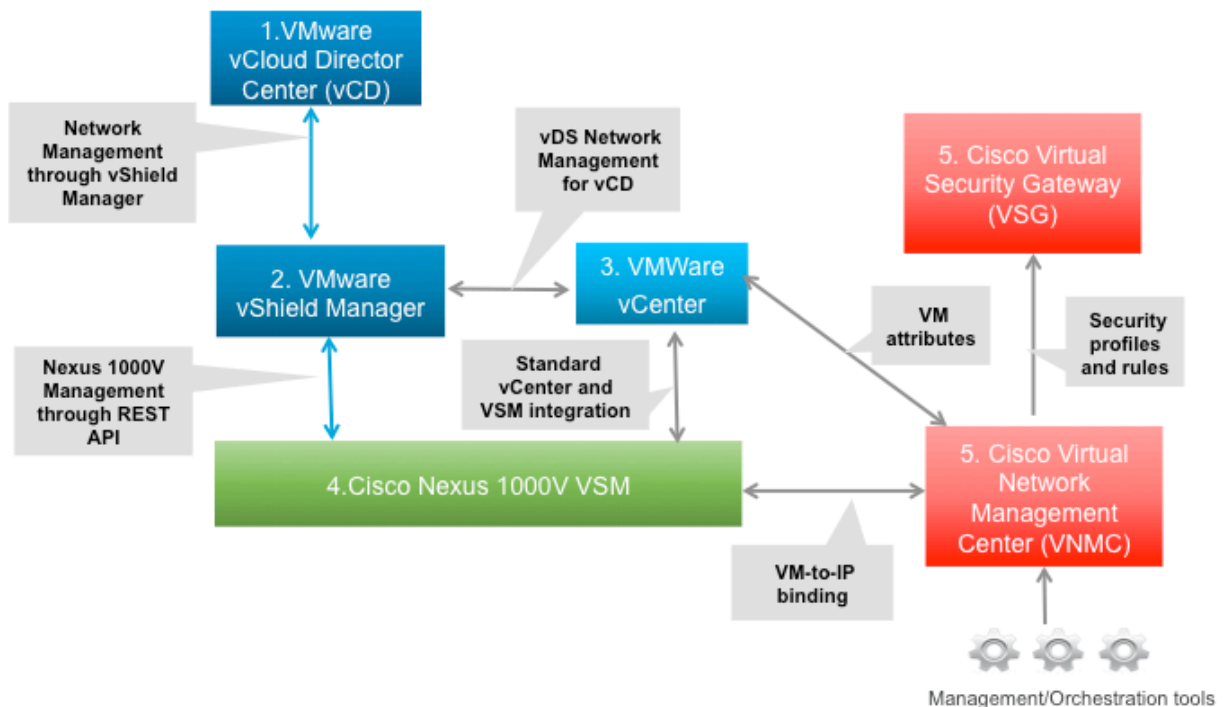 1.VMware
vCloud Director
Center (vCD)
Network
Management
through vShield
Manager
vDS Network
Management
for vCD
5. Cisco Virtual
Security Gateway
(VSG)
2. VMware
vShield Manager
3. VMWare
vCenter
VM
attributes
Security
profiles
and rules
Nexus 1000V
Management
through REST
API
Standard
vCenter and
VSM integration
4.Cisco Nexus 1000V VSM
5. Cisco Virtual
Network
Management
Center (VNMC)
VM-to-IP
binding
Management/Orchestration tools